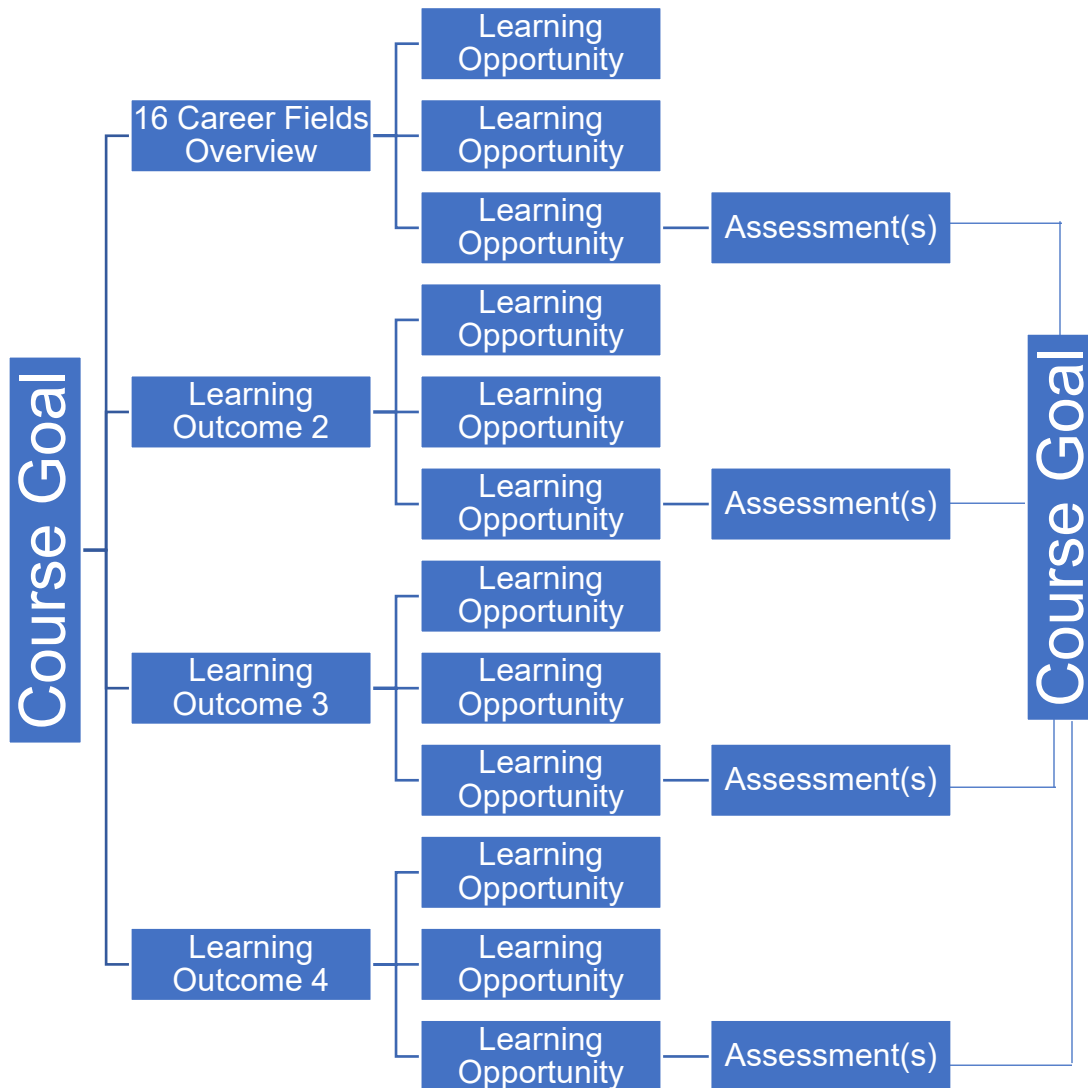 Course Goal
16 Career Fields
Overview
Learning
Opportunity
Learning
Opportunity
Learning
Opportunity
Assessment(s)
Learning
Outcome 2
Learning
Opportunity
Learning
Opportunity
Learning
Opportunity
Assessment(s)
Learning
Outcome 3
Learning
Opportunity
Learning
Opportunity
Learning
Opportunity
Assessment(s)
Learning
Outcome 4
Learning
Opportunity
Learning
Opportunity
Learning
Opportunity
Assessment(s)
Course Goal